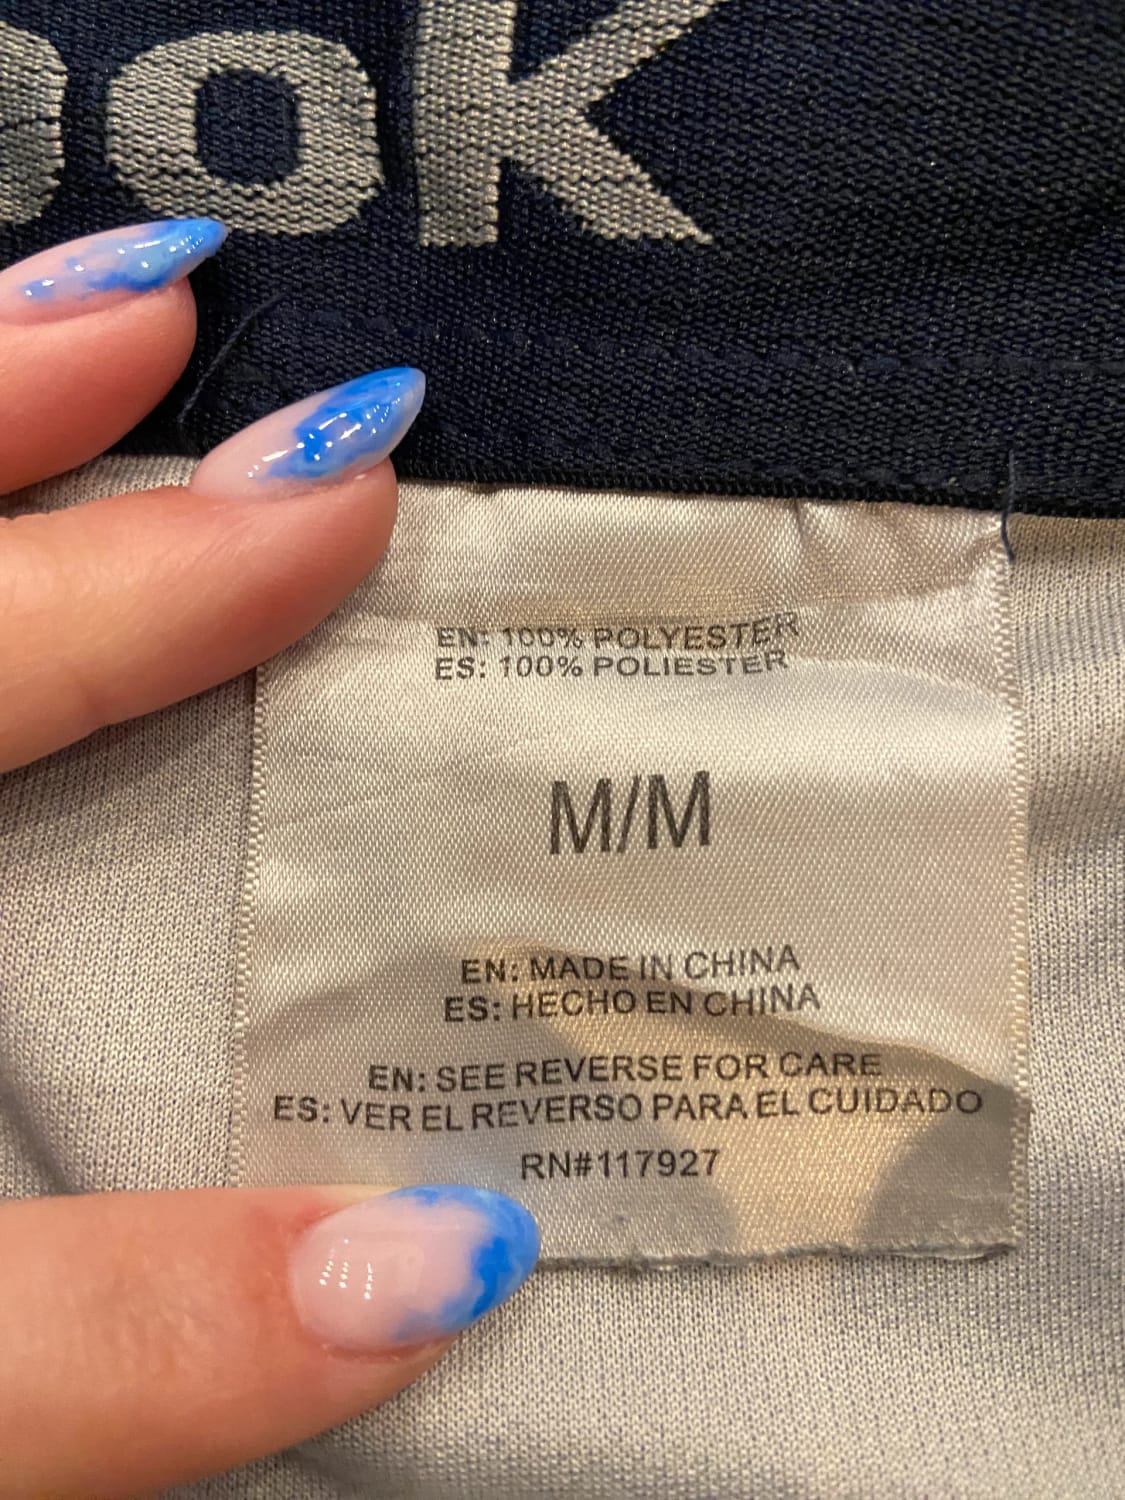 ok
EN: 100% POLYESTER
ES: 100% POLIESTER
M/M
EN: MADE IN CHINA
ES: HECHO EN CHINA
EN: SEE REVERSE FOR CARE
ES: VER EL REVERSO PARA EL CUIDADO
RN#117927